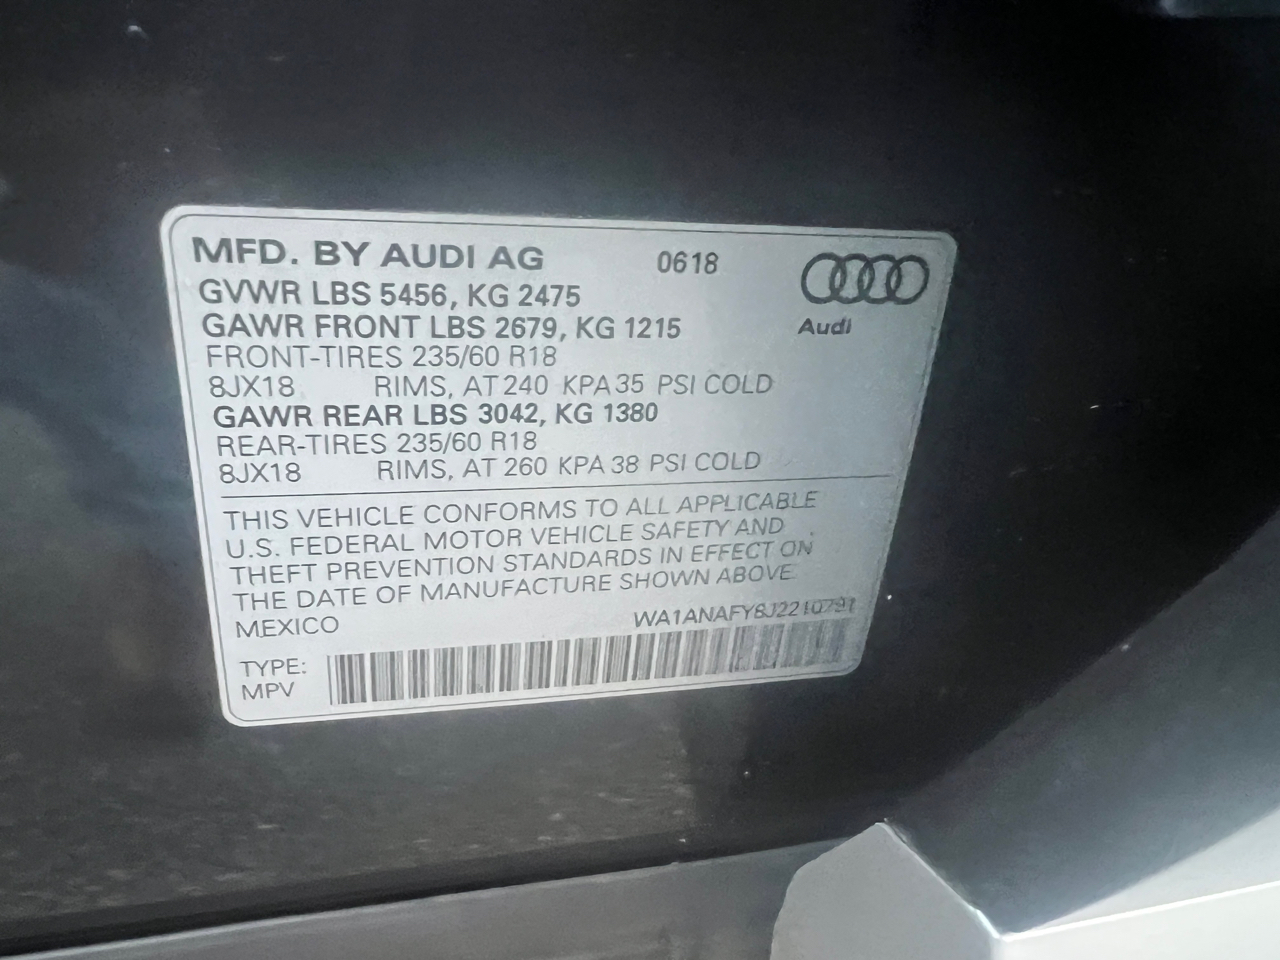 MFD. BY AUDI AG 0618
GVWR LBS 5456, KG 2475
GAWR FRONT LBS 2679, KG 1215
Audi
FRONT-TIRES 235/60 R18
8JX18 RIMS, AT 240 KPA 35 PSI COLD
GAWR REAR LBS 3042, KG 1380
REAR-TIRES 235/60 R18
8JX18 RIMS, AT 260 KPA 38 PSI COLD
THIS VEHICLE CONFORMS TO ALL APPLICABLE
U.S. FEDERAL MOTOR VEHICLE SAFETY AND
THEFT PREVENTION STANDARDS IN EFFECT ON
THE DATE OF MANUFACTURE SHOWN ABOVE
MEXICO
TYPE:
MPV